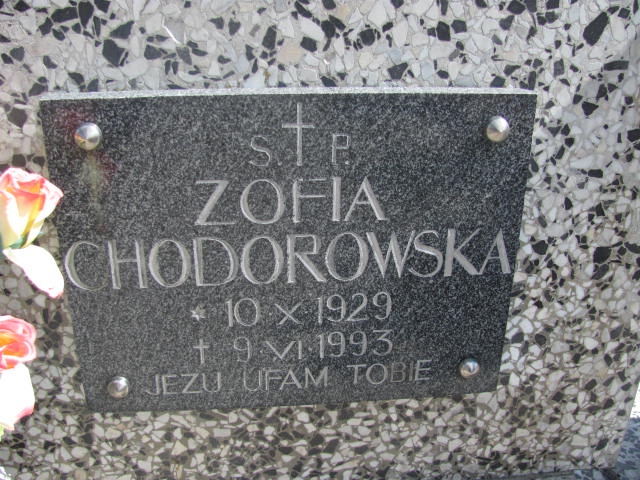 S. † P.
ZOFIA
CHODOROWSKA
* 10 X 1929
† 9 VI 1993
JEZU UFAM TOBIE